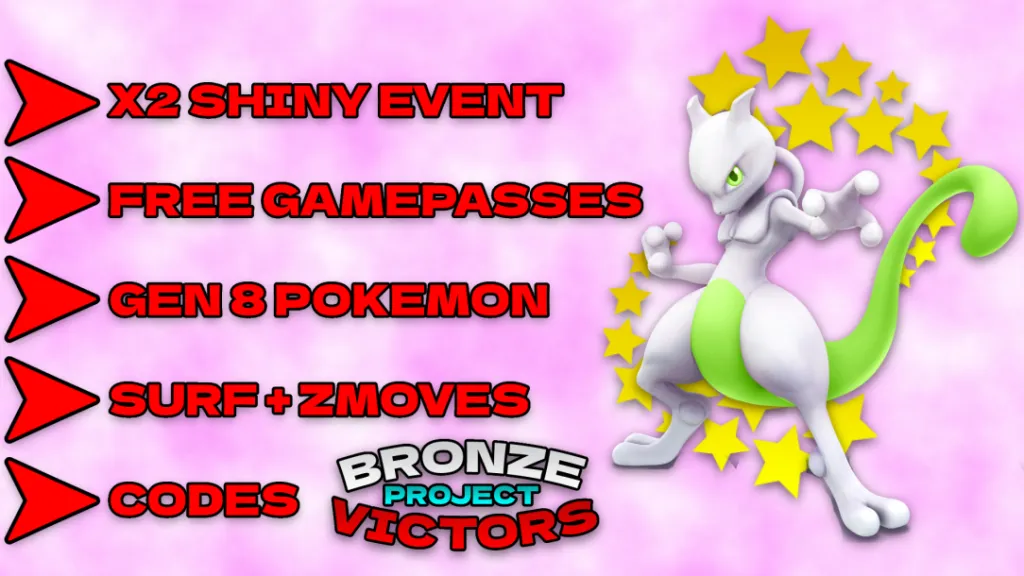 X2 SHINY EVENT
FREE GAMEPASSES
GEN 8 POKEMON
SURF + ZMOVES
CODES
BRONZE
PROJECT
VICTORS